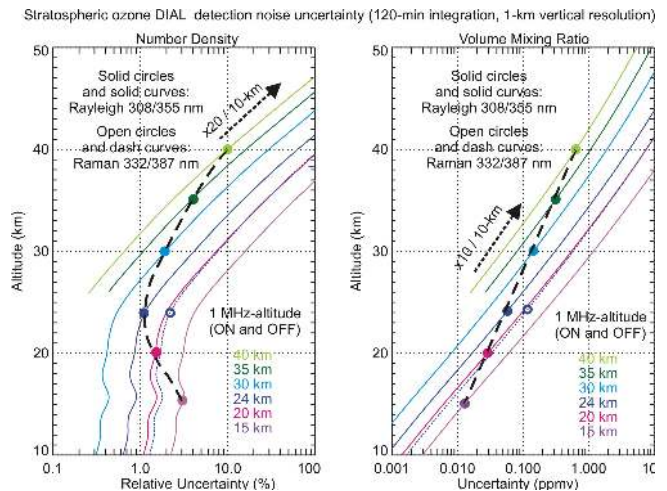 Stratospheric ozone DIAL detection noise uncertainty (120-min integration, 1-km vertical resolution)
Number Density
Volume Mixing Ratio
50
40
30
20
10
Altitude (km)
Solid circles
and solid curves:
Rayleigh 308/355 nm
Open circles
and dash curves:
Raman 332/387 nm
x20 / 10-km
1 MHz-altitude
(ON and OFF)
40 km
35 km
30 km
24 km
20 km
15 km
0.1
1.0
10.0
100
Relative Uncertainty (%)
50
40
30
20
10
Altitude (km)
Solid circles
and solid curves:
Rayleigh 308/355 nm
Open circles
and dash curves:
Raman 332/387 nm
x10 / 10-km
1 MHz-altitude
(ON and OFF)
40 km
35 km
30 km
24 km
20 km
15 km
0.001
0.010
0.100
1.000
10
Uncertainty (ppmv)